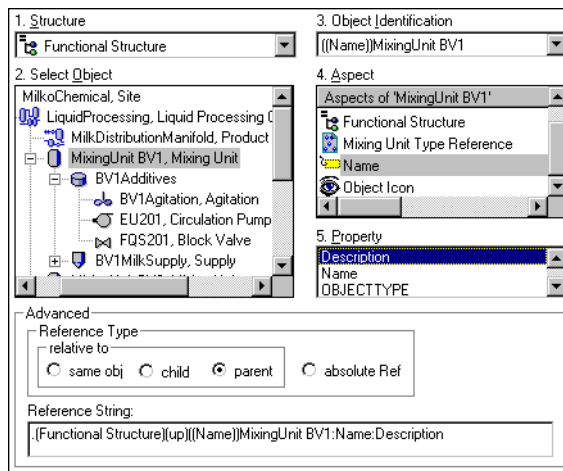 1. Structure
Functional Structure
2. Select Object
MilkoChemical, Site
LiquidProcessing, Liquid Processing
MilkDistributionManifold, Product
MixingUnit BV1, Mixing Unit
BV1Additives
BV1Agitation, Agitation
EU201, Circulation Pump
FQS201, Block Valve
BV1MilkSupply, Supply
3. Object Identification
((Name))MixingUnit BV1
4. Aspect
Aspects of 'MixingUnit BV1'
Functional Structure
Mixing Unit Type Reference
Name
Object Icon
5. Property
Description
Name
OBJECTTYPE
Advanced
Reference Type
relative to
same obj child parent absolute Ref
Reference String:
.(Functional Structure)(up)((Name))MixingUnit BV1:Name:Description